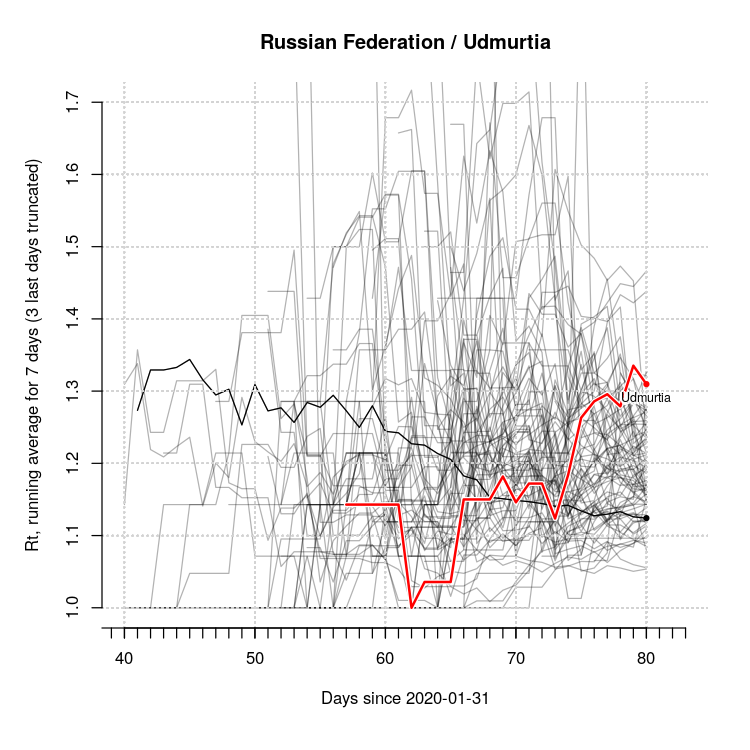 Russian Federation / Udmurtia
Rt, running average for 7 days (3 last days truncated)
1.7
1.6
1.5
1.4
1.3
1.2
1.1
1.0
Udmurtia
40 50 60 70 80
Days since 2020-01-31